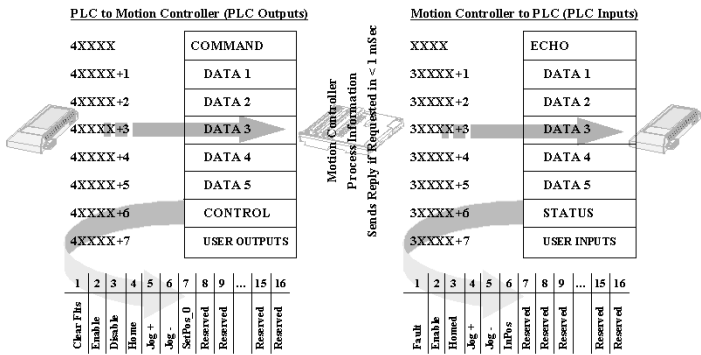 PLC to Motion Controller (PLC Outputs)
4XXXX COMMAND
4XXXX+1 DATA 1
4XXXX+2 DATA 2
4XXXX+3 DATA 3
4XXXX+4 DATA 4
4XXXX+5 DATA 5
4XXXX+6 CONTROL
4XXXX+7 USER OUTPUTS
1 2 3 4 5 6 7 8 9 ... 15 16
Clear Flts
Enable
Disable
Home
Jog +
Jog -
SetPos_0
Reserved
Reserved
Reserved
Reserved
Motion Controller
Process Information
Sends Reply if Requested in < 1 mSec
Motion Controller to PLC (PLC Inputs)
XXXX ECHO
3XXXX+1 DATA 1
3XXXX+2 DATA 2
3XXXX+3 DATA 3
3XXXX+4 DATA 4
3XXXX+5 DATA 5
3XXXX+6 STATUS
3XXXX+7 USER INPUTS
1 2 3 4 5 6 7 8 9 ... 15 16
Fault
Enable
Homed
Jog +
Jog -
InPos
Reserved
Reserved
Reserved
Reserved
Reserved